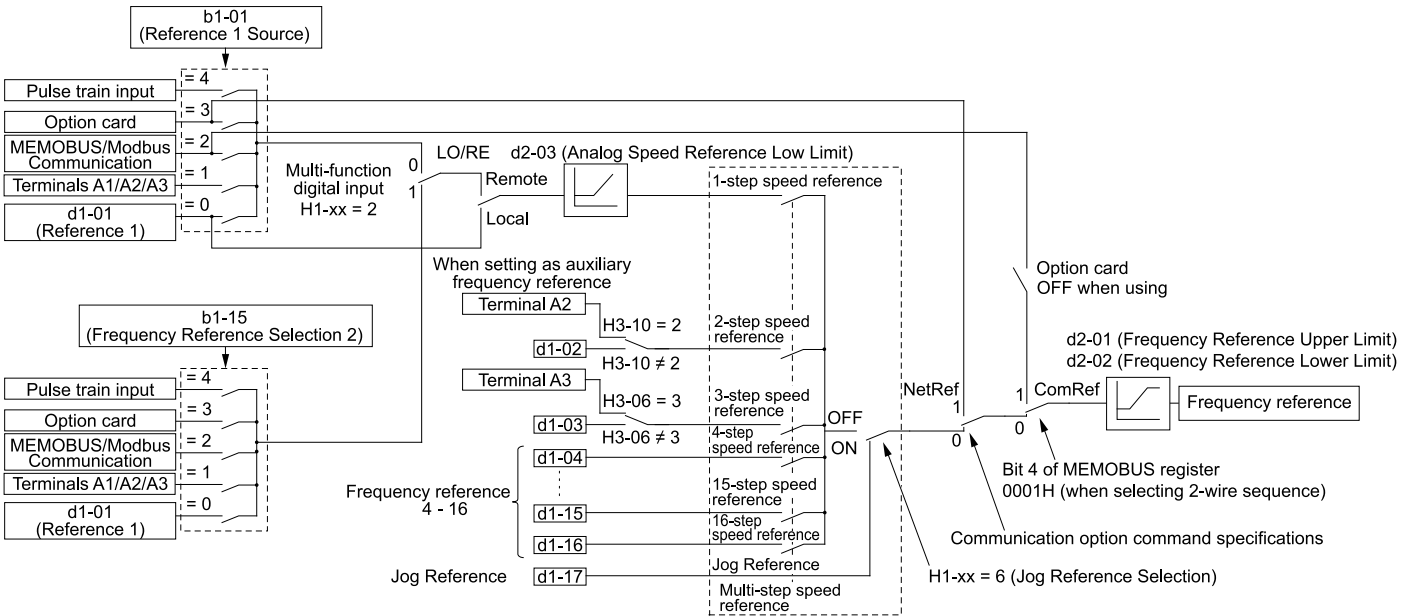 b1-01
(Reference 1 Source)
= 4
Pulse train input
= 3
Option card
= 2
MEMOBUS/Modbus
Communication
= 1
Terminals A1/A2/A3
= 0
d1-01
(Reference 1)
Multi-function
digital input
H1-xx = 2
0
1
LO/RE
Remote
Local
d2-03 (Analog Speed Reference Low Limit)
1-step speed reference
When setting as auxiliary
frequency reference
Terminal A2
H3-10 = 2
d1-02
H3-10 ≠ 2
2-step speed
reference
Terminal A3
H3-06 = 3
d1-03
H3-06 ≠ 3
3-step speed
reference
4-step
speed reference
d1-04
Frequency reference
4 - 16
d1-15
15-step speed
reference
d1-16
16-step
speed reference
Jog Reference
d1-17
Jog Reference
Multi-step speed
reference
b1-15
(Frequency Reference Selection 2)
= 4
Pulse train input
= 3
Option card
= 2
MEMOBUS/Modbus
Communication
= 1
Terminals A1/A2/A3
= 0
d1-01
(Reference 1)
OFF
ON
NetRef
1
0
Option card
OFF when using
1
0
ComRef
d2-01 (Frequency Reference Upper Limit)
d2-02 (Frequency Reference Lower Limit)
Frequency reference
Bit 4 of MEMOBUS register
0001H (when selecting 2-wire sequence)
Communication option command specifications
H1-xx = 6 (Jog Reference Selection)